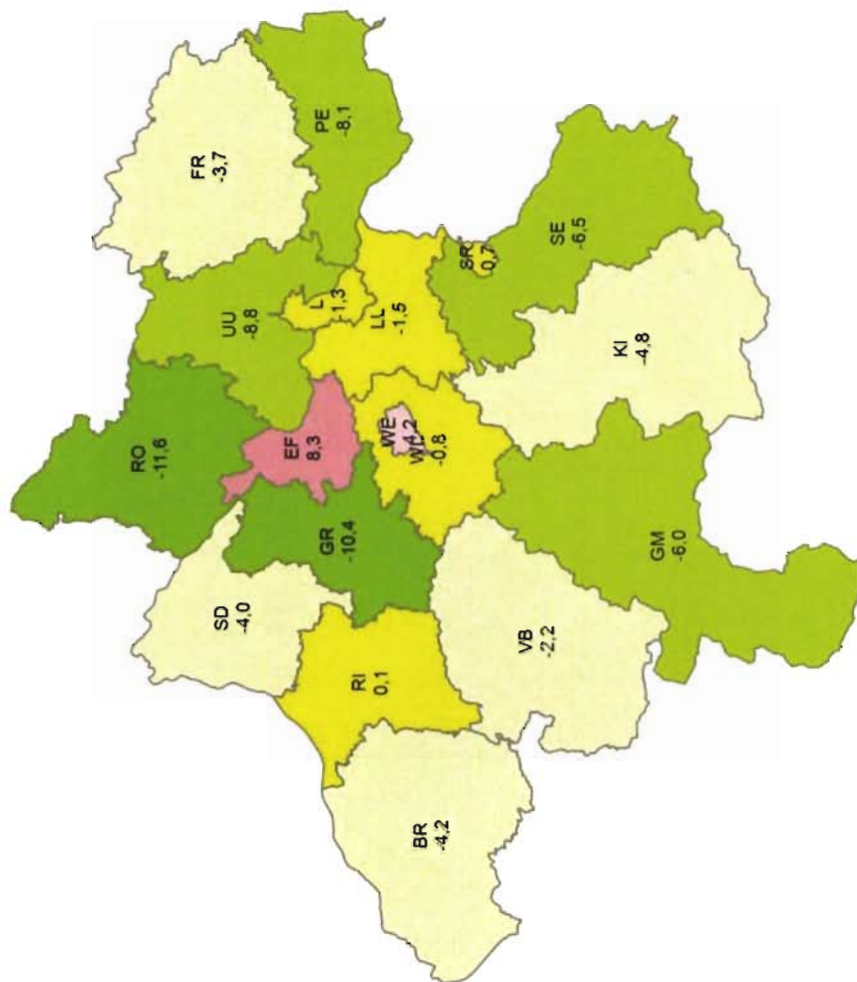 BR
-4,2
SD
-4,0
RI
0,1
RO
-11,6
EF
8,3
GR
-10,4
VB
-2,2
GM
-6,0
FR
-3,7
UU
-8,8
PE
-8,1
L
-1,3
LL
-1,5
WE
4,2
-0,8
SR
0,7
SE
-6,5
KI
-4,8